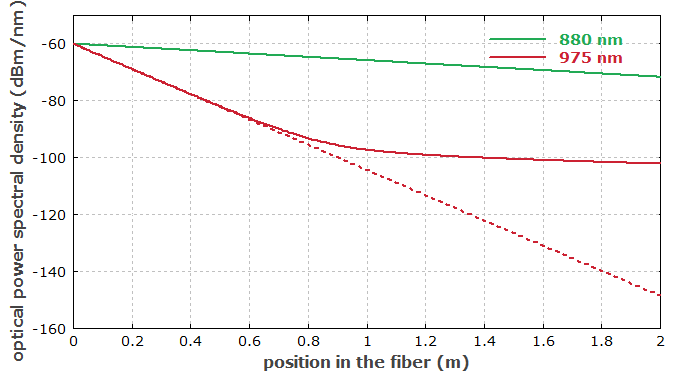 optical power spectral density (dBm/nm)
-60
-80
-100
-120
-140
-160
880 nm
975 nm
0 0.2 0.4 0.6 0.8 1 1.2 1.4 1.6 1.8 2
position in the fiber (m)